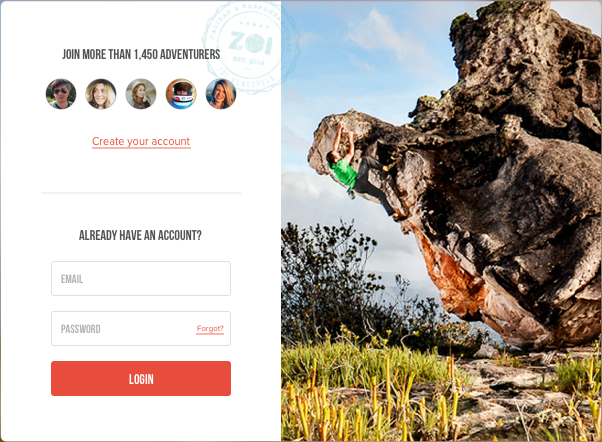 ZOI
EST. 2014
JOIN MORE THAN 1,450 ADVENTURERS
Create your account
ALREADY HAVE AN ACCOUNT?
EMAIL
PASSWORD
Forgot?
LOGIN